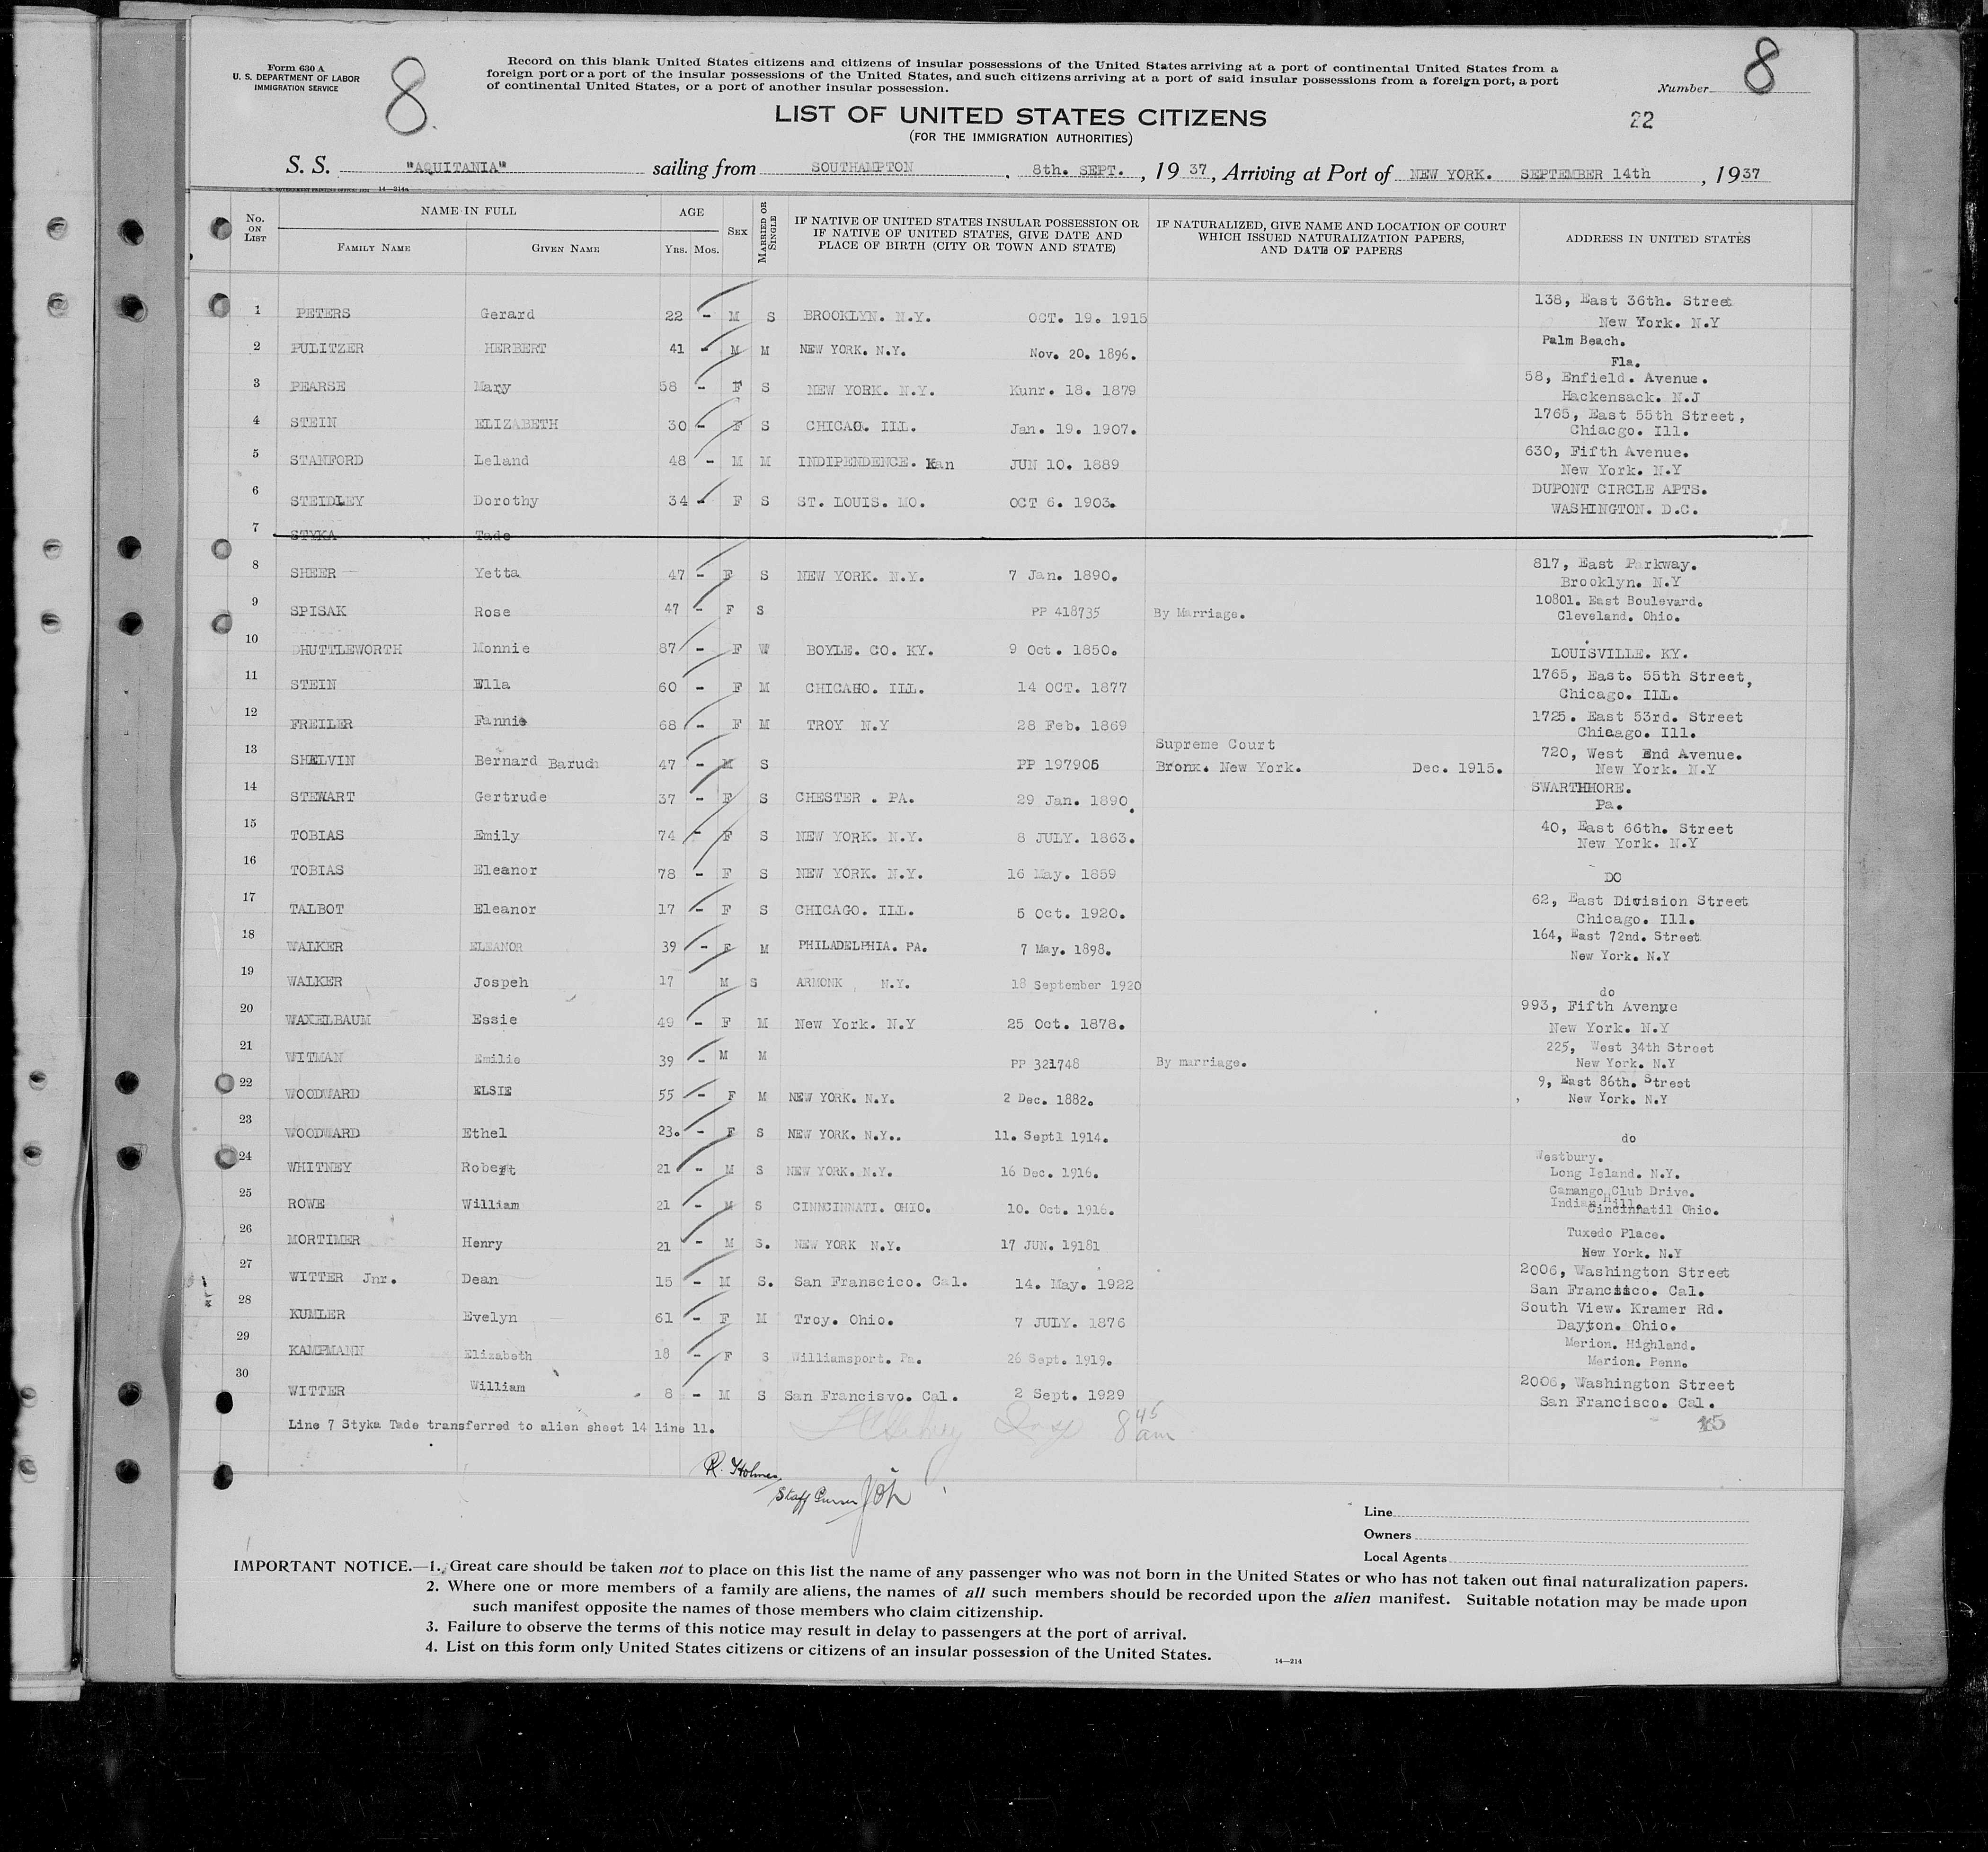 Form 630 A
U. S. DEPARTMENT OF LABOR
IMMIGRATION SERVICE
8
Record on this blank United States citizens and citizens of insular possessions of the United States arriving at a port of continental United States from a
foreign port or a port of the insular possessions of the United States, and such citizens arriving at a port of said insular possessions from a foreign port, a port
of continental United States, or a port of another insular possession.
Number 8
LIST OF UNITED STATES CITIZENS
(FOR THE IMMIGRATION AUTHORITIES)
22
S. S. "AQUITANIA" sailing from SOUTHAMPTON, 8th. SEPT., 1937, Arriving at Port of NEW YORK. SEPTEMBER 14th, 1937
No. ON LIST NAME IN FULL FAMILY NAME GIVEN NAME AGE YRS. MOS. SEX MARRIED OR SINGLE IF NATIVE OF UNITED STATES INSULAR POSSESSION OR IF NATIVE OF UNITED STATES, GIVE DATE AND PLACE OF BIRTH (CITY OR TOWN AND STATE) IF NATURALIZED, GIVE NAME AND LOCATION OF COURT WHICH ISSUED NATURALIZATION PAPERS, AND DATE OF PAPERS ADDRESS IN UNITED STATES
1 PETERS Gerard 22 - M S BROOKLYN. N.Y. OCT. 19. 1915 138, East 36th. Street
New York. N.Y
2 PULITZER HERBERT 41 - M M NEW YORK. N.Y. Nov. 20. 1896. Palm Beach.
Fla.
3 PEARSE Mary 58 - F S NEW YORK. N.Y. Kunr. 18. 1879 58, Enfield. Avenue.
Hackensack. N.J
4 STEIN ELIZABETH 30 - F S CHICAO. ILL. Jan. 19. 1907. 1765, East 55th Street,
Chiacgo. Ill.
5 STANFORD Leland 48 - M M INDIPENDENCE. Kan JUN 10. 1889 630, Fifth Avenue.
New York. N.Y
6 STEIDLEY Dorothy 34 - F S ST. LOUIS. MO. OCT 6. 1903. DUPONT CIRCLE APTS.
WASHINGTON. D.C.
7 STYKA Tade
8 SHEER Yetta 47 - F S NEW YORK. N.Y. 7 Jan. 1890. 817, East Parkway.
Brooklyn. N.Y
9 SPISAK Rose 47 - F S PP 418735 By Marriage. 10801. East Boulevard.
Cleveland. Ohio.
10 DHUTTLEWORTH Monnie 87 - F W BOYLE. CO. KY. 9 Oct. 1850. LOUISVILLE. KY.
11 STEIN Ella 60 - F M CHICAHO. ILL. 14 OCT. 1877 1765, East. 55th Street,
Chicago. ILL.
12 FREILER Fannie 68 - F M TROY N.Y 28 Feb. 1869 1725. East 53rd. Street
Chicago. Ill.
13 SHELVIN Bernard Baruch 47 - M S PP 197905 Supreme Court
Bronx. New York. Dec. 1915. 720, West End Avenue.
New York. N.Y
14 STEWART Gertrude 37 - F S CHESTER . PA. 29 Jan. 1890. SWARTHMORE.
Pa.
15 TOBIAS Emily 74 - F S NEW YORK. N.Y. 8 JULY. 1863. 40, East 66th. Street
New York. N.Y
16 TOBIAS Eleanor 78 - F S NEW YORK. N.Y. 16 May. 1859 DO
17 TALBOT Eleanor 17 - F S CHICAGO. ILL. 5 Oct. 1920. 62, East Division Street
Chicago. Ill.
18 WALKER ELEANOR 39 - F M PHILADELPHIA. PA. 7 May. 1898. 164, East 72nd. Street
New York. N.Y
19 WALKER Jospeh 17 M S ARMONK , N.Y. 18 September 1920 do
20 WAXELBAUM Essie 49 - F M New York. N.Y 25 Oct. 1878. 993, Fifth Avenue
New York. N.Y
21 WITMAN Emilie 39 - M M PP 321748 By marriage. 225, West 34th Street
New York. N.Y
22 WOODWARD ELSIE 55 - F M NEW YORK. N.Y. 2 Dec. 1882. 9, East 86th. Street
New York. N.Y
23 WOODWARD Ethel 23. - F S NEW YORK. N.Y.. 11. Sept1 1914. do
24 WHITNEY Robert 21 - M S NEW YORK. N.Y. 16 Dec. 1916. Westbury.
Long Island. N.Y.
25 ROWE William 21 - M S CINNCINNATI. OHIO. 10. Oct. 1916. Camango Club Drive.
Indian Hill.
Cincinnatil Ohio.
26 MORTIMER Henry 21 - M S. NEW YORK N.Y. 17 JUN. 19181 Tuxedo Place.
New York. N.Y
27 WITTER Jnr. Dean 15 - M S. San Franscico. Cal. 14. May. 1922 2006, Washington Street
San Francisco. Cal.
28 KUMLER Evelyn 61 - F M Troy. Ohio. 7 JULY. 1876 South View. Kramer Rd.
Dayton. Ohio.
29 KAMPMANN Elizabeth 18 - F S Williamsport. Pa. 26 Sept. 1919. Merion. Highland.
Merion. Penn.
30 WITTER William 8 - M S San Francisvo. Cal. 2 Sept. 1929 2006, Washington Street
San Francisco. Cal.
Line 7 Styka Tade transferred to alien sheet 14 line 11.
8 45 am
15
R. Holmes
Staff Purser
Line
Owners
Local Agents
IMPORTANT NOTICE.—1. Great care should be taken not to place on this list the name of any passenger who was not born in the United States or who has not taken out final naturalization papers.
2. Where one or more members of a family are aliens, the names of all such members should be recorded upon the alien manifest. Suitable notation may be made upon
such manifest opposite the names of those members who claim citizenship.
3. Failure to observe the terms of this notice may result in delay to passengers at the port of arrival.
4. List on this form only United States citizens or citizens of an insular possession of the United States.
14—214